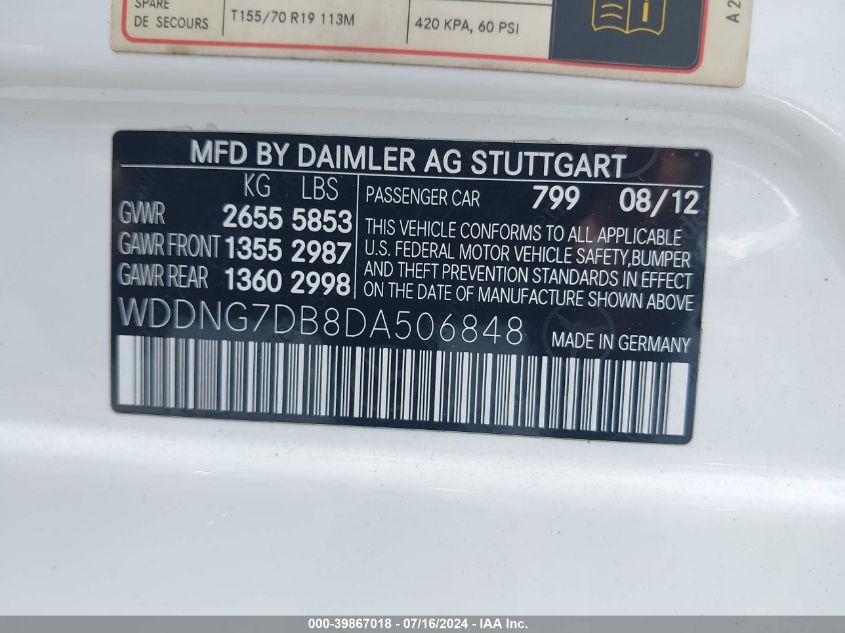 SPARE
DE SECOURS T155/70 R19 113M 420 KPA, 60 PSI
MFD BY DAIMLER AG STUTTGART
KG LBS
GVWR 2655 5853
GAWR FRONT 1355 2987
GAWR REAR 1360 2998
PASSENGER CAR 799 08/12
THIS VEHICLE CONFORMS TO ALL APPLICABLE
U.S. FEDERAL MOTOR VEHICLE SAFETY,BUMPER
AND THEFT PREVENTION STANDARDS IN EFFECT
ON THE DATE OF MANUFACTURE SHOWN ABOVE
WDDNG7DB8DA506848 MADE IN GERMANY
000-39867018 - 07/16/2024 - IAA Inc.